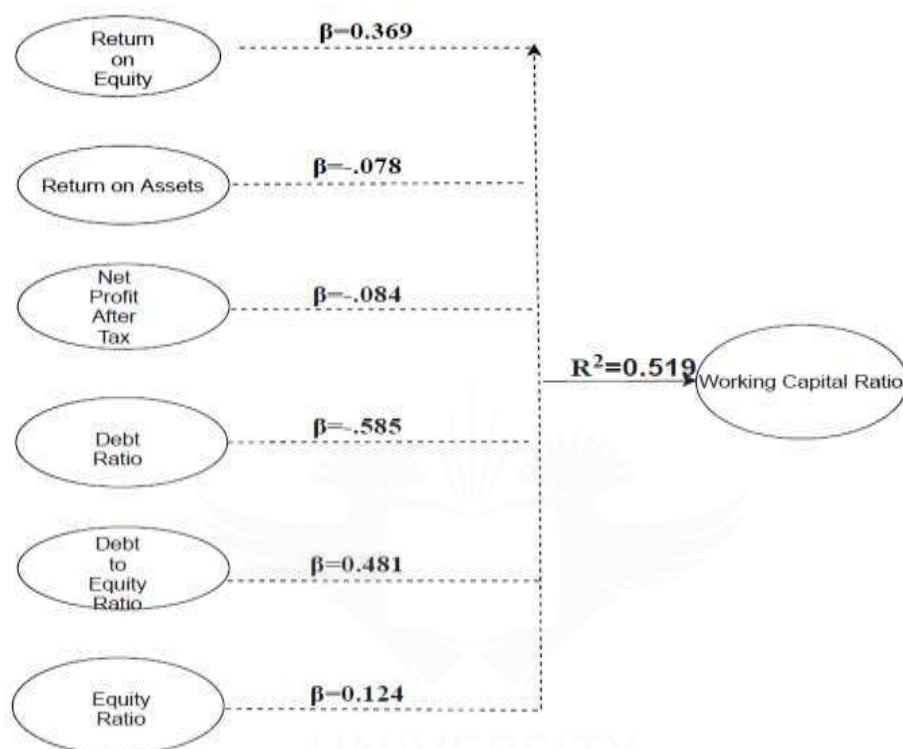 Return
on
Equity
β=0.369
Return on Assets
β=-.078
Net
Profit
After
Tax
β=-.084
R²=0.519
Working Capital Ratio
Debt
Ratio
β=-.585
Debt
to
Equity
Ratio
β=0.481
Equity
Ratio
β=0.124
UNIVERSITY